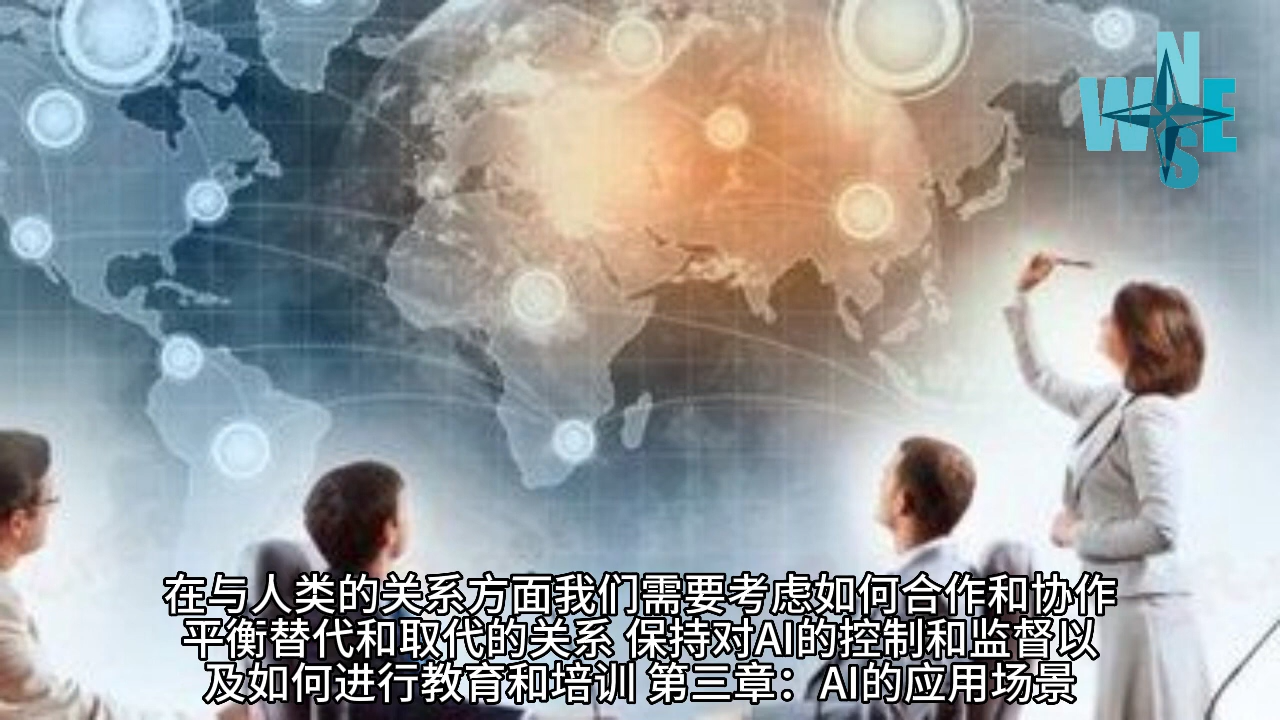 N
W E
S
在与人类的关系方面我们需要考虑如何合作和协作
平衡替代和取代的关系 保持对AI的控制和监督以
及如何进行教育和培训 第三章：AI的应用场景